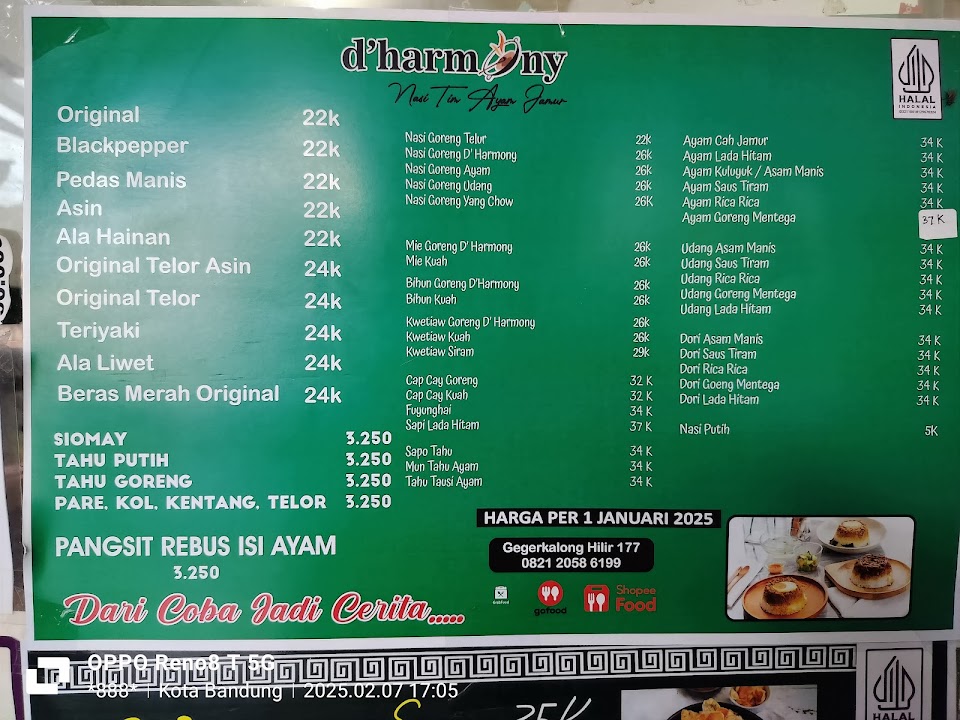 d'harmony
Nasi Tim Ayam Jamur
HALAL
INDONESIA
Original 22k
Blackpepper 22k
Pedas Manis 22k
Asin 22k
Ala Hainan 22k
Original Telor Asin 24k
Original Telor 24k
Teriyaki 24k
Ala Liwet 24k
Beras Merah Original 24k
SIOMAY 3.250
TAHU PUTIH 3.250
TAHU GORENG 3.250
PARE, KOL, KENTANG, TELOR 3.250
PANGSIT REBUS ISI AYAM
3.250
Dari Coba Jadi Cerita.....
Nasi Goreng Telur 22k
Nasi Goreng D' Harmony 26k
Nasi Goreng Ayam 26k
Nasi Goreng Udang 26k
Nasi Goreng Yang Chow 26K
Mie Goreng D' Harmony 26k
Mie Kuah 26k
Bihun Goreng D'Harmony 26k
Bihun Kuah 26k
Kwetiaw Goreng D' Harmony 26k
Kwetiaw Kuah 26k
Kwetiaw Siram 29k
Cap Cay Goreng 32 K
Cap Cay Kuah 32 K
Fuyunghai 34 K
Sapi Lada Hitam 37 K
Sapo Tahu 34 K
Mun Tahu Ayam 34 K
Tahu Tausi Ayam 34 K
Ayam Cah Jamur 34 K
Ayam Lada Hitam 34 K
Ayam Kuluyuk / Asam Manis 34 K
Ayam Saus Tiram 34 K
Ayam Rica Rica 34 K
Ayam Goreng Mentega 37 K
Udang Asam Manis 34 K
Udang Saus Tiram 34 K
Udang Rica Rica 34 K
Udang Goreng Mentega 34 K
Udang Lada Hitam 34 K
Dori Asam Manis 34 K
Dori Saus Tiram 34 K
Dori Rica Rica 34 K
Dori Goeng Mentega 34 K
Dori Lada Hitam 34 K
Nasi Putih 5K
HARGA PER 1 JANUARI 2025
Gegerkalong Hilir 177
0821 2058 6199
GrabFood
gofood
Shopee
Food
OPPO Reno8 T 5G
*888* | Kota Bandung | 2025.02.07 17:05
35K
HALAL